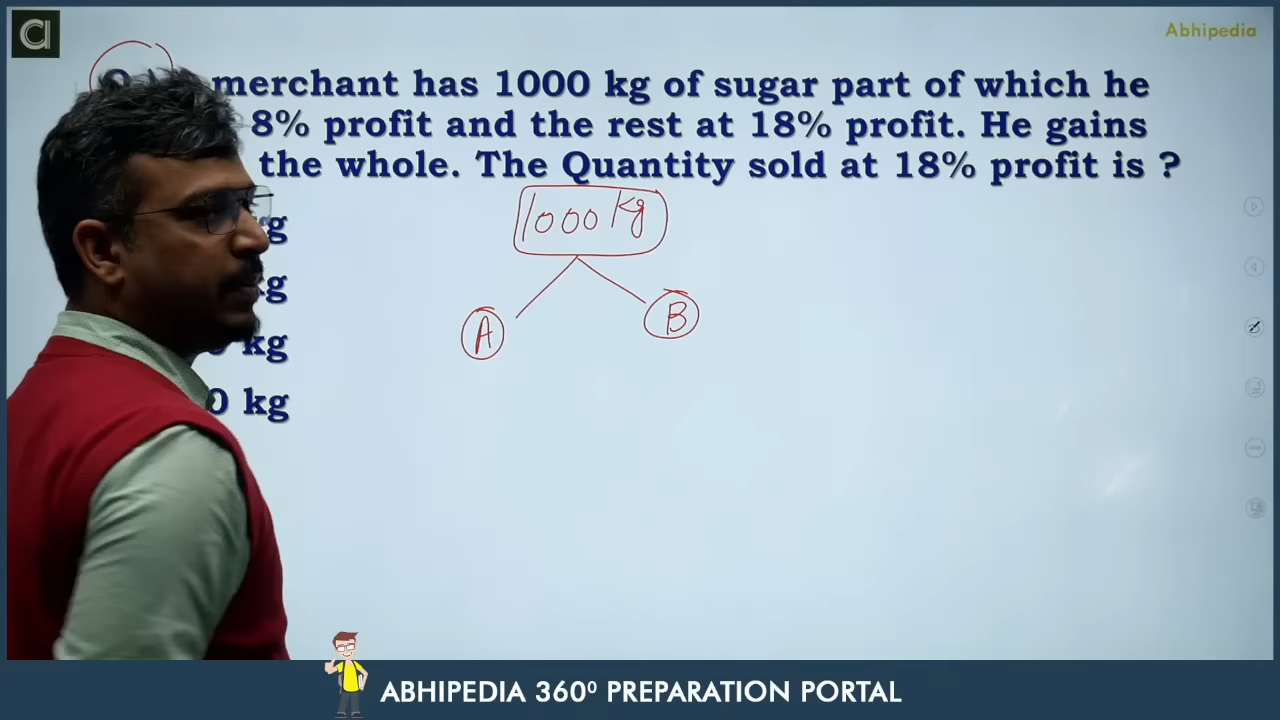 Abhipedia
merchant has 1000 kg of sugar part of which he
8% profit and the rest at 18% profit. He gains
the whole. The Quantity sold at 18% profit is ?
1000 kg
kg
kg
A B
kg
0 kg
ABHIPEDIA 360⁰ PREPARATION PORTAL